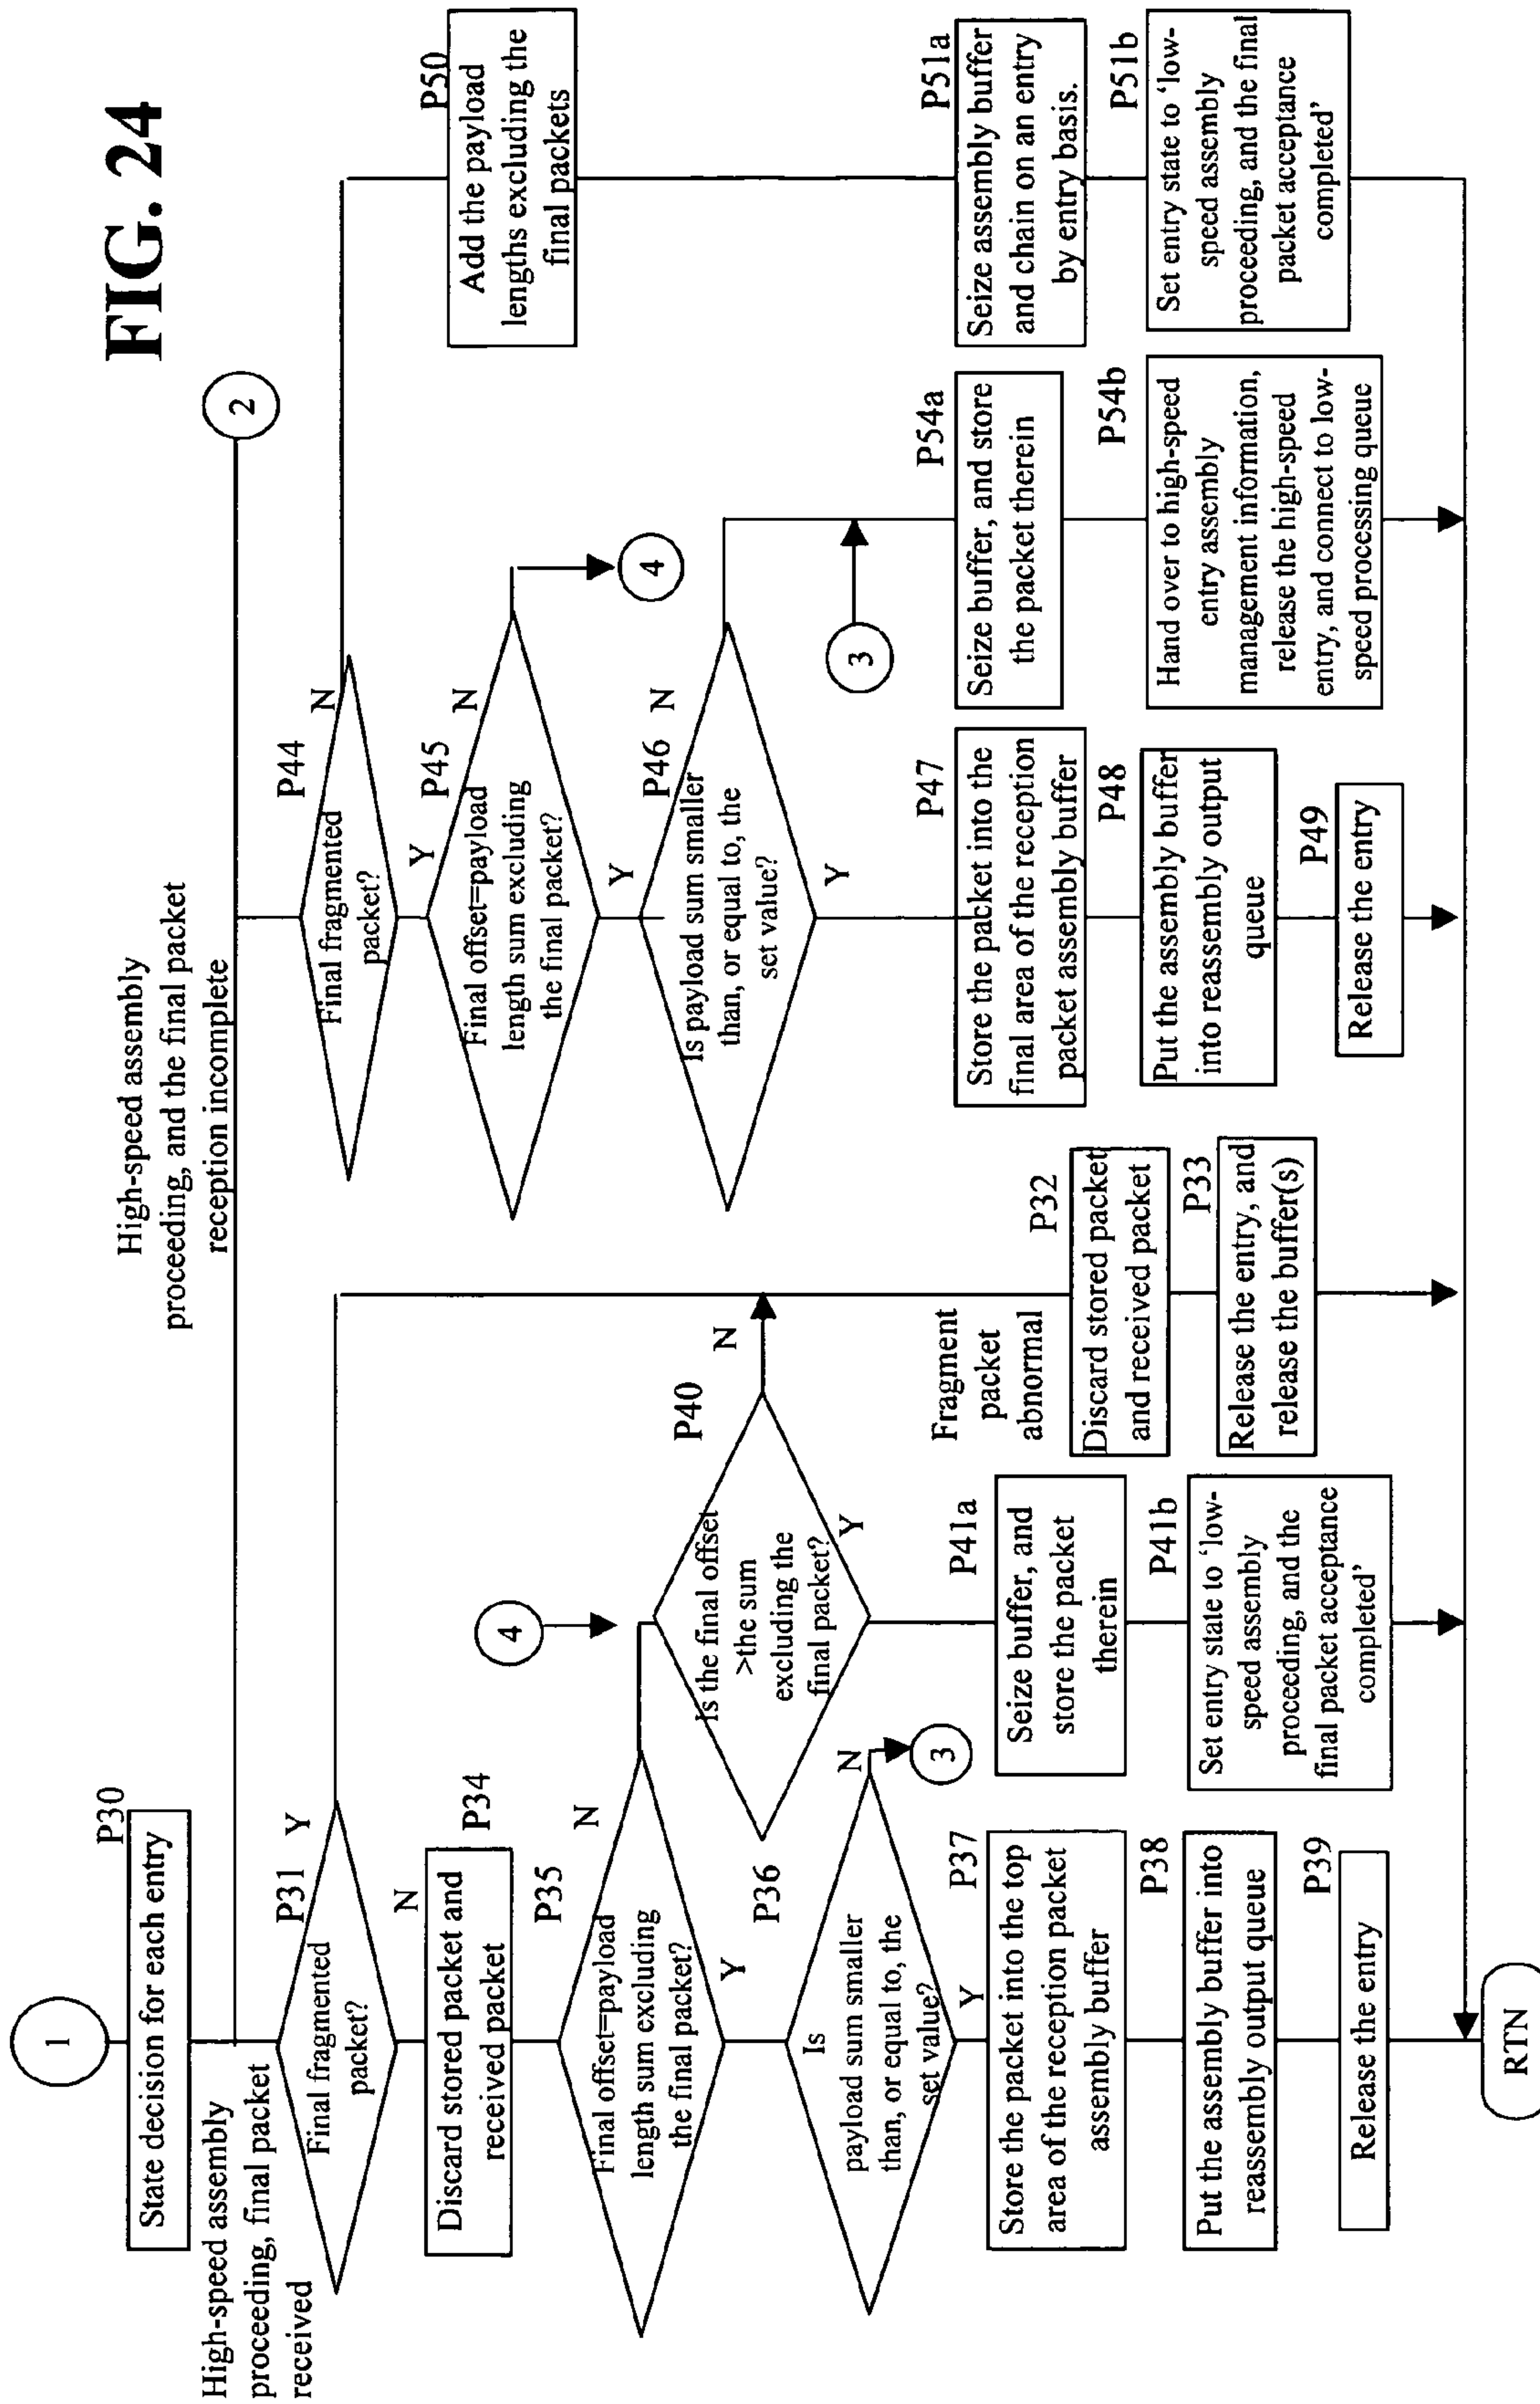 FIG. 24
1
P30
State decision for each entry
High-speed assembly
proceeding, final packet
received
High-speed assembly
proceeding, and the final packet
reception incomplete
2
P31
Y
Final fragmented
packet?
N
P34
Discard stored packet and
received packet
P35
N
Final offset=payload
length sum excluding
the final packet?
Y
P36
N
Is
payload sum smaller
than, or equal to, the
set value?
Y
3
P37
Store the packet into the top
area of the reception packet
assembly buffer
P38
Put the assembly buffer into
reassembly output queue
P39
Release the entry
RTN
4
P40
N
Is the final offset
>the sum
excluding the
final packet?
Y
P41a
Seize buffer, and
store the packet
therein
P41b
Set entry state to 'low-
speed assembly
proceeding, and the
final packet acceptance
completed'
Fragment
packet
abnormal
P32
Discard stored packet
and received packet
P33
Release the entry, and
release the buffer(s)
P44
N
Final fragmented
packet?
Y
P45
N
Final offset=payload
length sum excluding
the final packet?
Y
4
P46
N
Is payload sum smaller
than, or equal to, the
set value?
Y
3
P47
Store the packet into the
final area of the reception
packet assembly buffer
P48
Put the assembly buffer
into reassembly output
queue
P49
Release the entry
P54a
Seize buffer, and store
the packet therein
P54b
Hand over to high-speed
entry assembly
management information,
release the high-speed
entry, and connect to low-
speed processing queue
P50
Add the payload
lengths excluding the
final packets
P51a
Seize assembly buffer
and chain on an entry
by entry basis.
P51b
Set entry state to 'low-
speed assembly
proceeding, and the final
packet acceptance
completed'